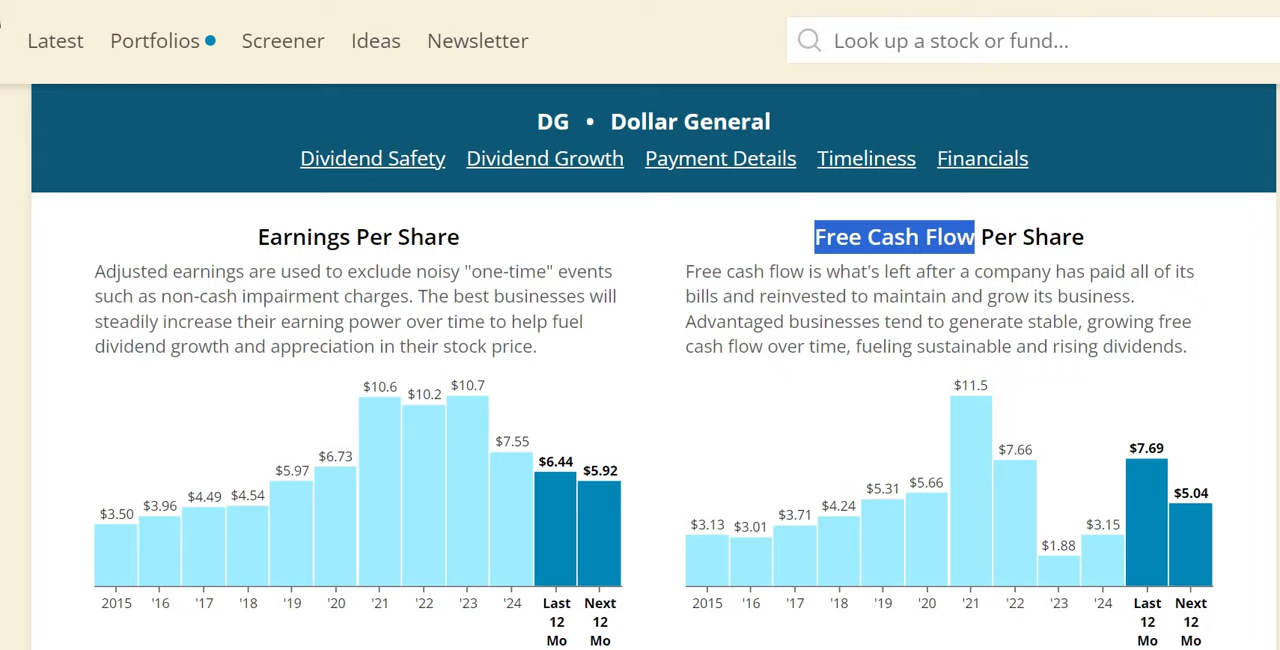 Latest Portfolios Screener Ideas Newsletter Look up a stock or fund...
DG • Dollar General
Dividend Safety Dividend Growth Payment Details Timeliness Financials
Earnings Per Share
Adjusted earnings are used to exclude noisy "one-time" events
such as non-cash impairment charges. The best businesses will
steadily increase their earning power over time to help fuel
dividend growth and appreciation in their stock price.
$3.50 $3.96 $4.49 $4.54 $5.97 $6.73 $10.6 $10.2 $10.7 $7.55 $6.44 $5.92
2015 '16 '17 '18 '19 '20 '21 '22 '23 '24 Last Next
12 12
Mo Mo
Free Cash Flow Per Share
Free cash flow is what's left after a company has paid all of its
bills and reinvested to maintain and grow its business.
Advantaged businesses tend to generate stable, growing free
cash flow over time, fueling sustainable and rising dividends.
$3.13 $3.01 $3.71 $4.24 $5.31 $5.66 $11.5 $7.66 $1.88 $3.15 $7.69 $5.04
2015 '16 '17 '18 '19 '20 '21 '22 '23 '24 Last Next
12 12
Mo Mo